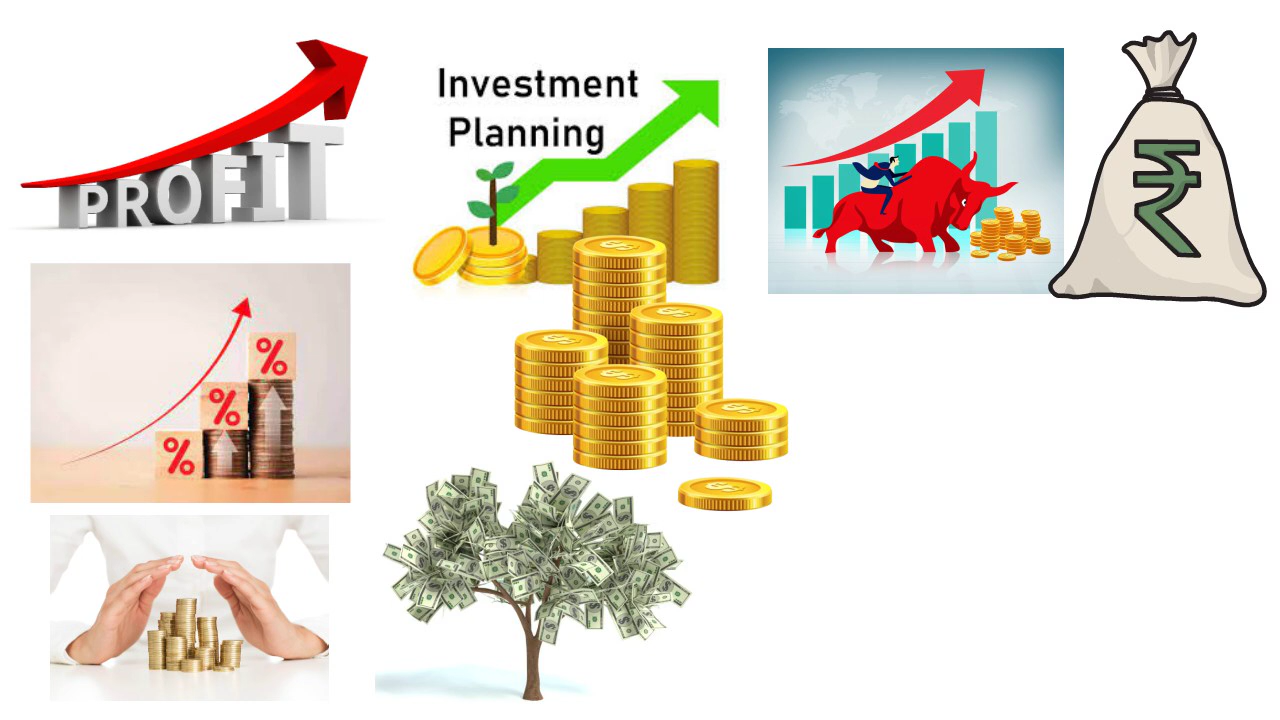 PROFIT
Investment
Planning
%
%
%
₹